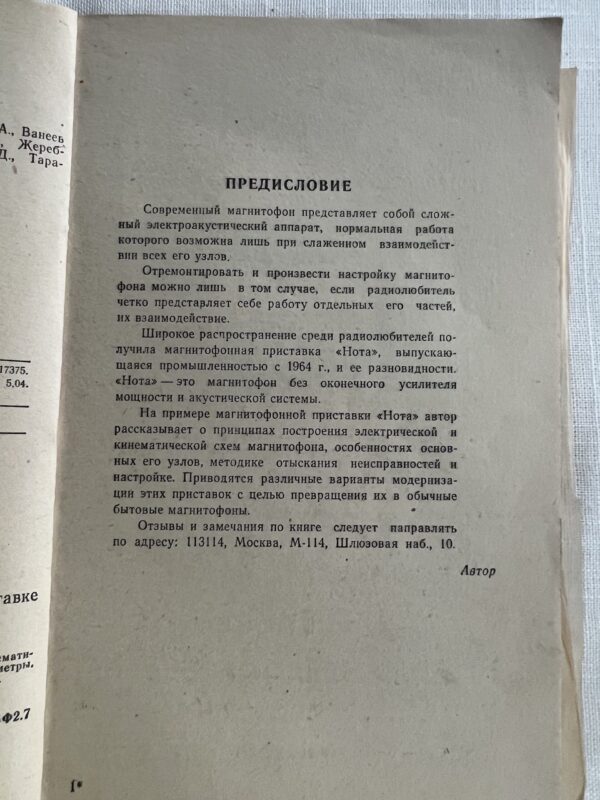 А., Ванеев
, Жереб-
Д., Тара-
17375.
5,04.
тавке
емати-
метры.
Ф2.7
ПРЕДИСЛОВИЕ
Современный магнитофон представляет собой слож-
ный электроакустический аппарат, нормальная работа
которого возможна лишь при слаженном взаимодейст-
вии всех его узлов.
Отремонтировать и произвести настройку магнито-
фона можно лишь в том случае, если радиолюбитель
четко представляет себе работу отдельных его частей,
их взаимодействие.
Широкое распространение среди радиолюбителей по-
лучила магнитофонная приставка «Нота», выпускаю-
щаяся промышленностью с 1964 г., и ее разновидности.
«Нота» — это магнитофон без оконечного усилителя
мощности и акустической системы.
На примере магнитофонной приставки «Нота» автор
рассказывает о принципах построения электрической и
кинематической схем магнитофона, особенностях основ-
ных его узлов, методике отыскания неисправностей и
настройке. Приводятся различные варианты модерниза-
ции этих приставок с целью превращения их в обычные
бытовые магнитофоны.
Отзывы и замечания по книге следует направлять
по адресу: 113114, Москва, М-114, Шлюзовая наб., 10.
Автор
1*